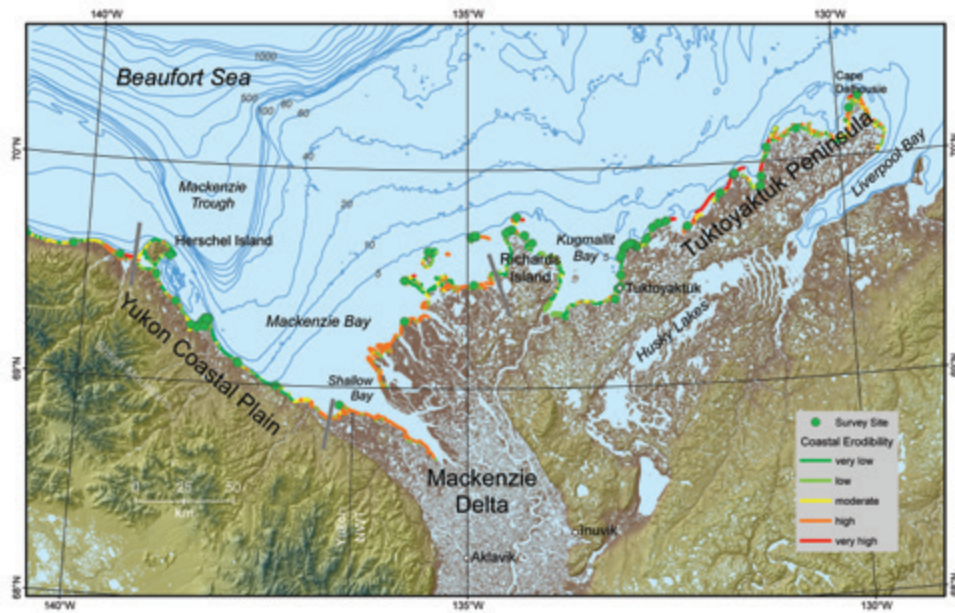 140°W
135°W
130°W
Beaufort Sea
1000
500
100
80
60
40
20
10
5
70°N
70°N
Cape
Dalhousie
Mackenzie
Trough
Herschel Island
Tuktoyaktuk Peninsula
Liverpool Bay
Kugmallit
Bay
Richards
Island
Tuktoyaktuk
Mackenzie Bay
Yukon Coastal Plain
Husky Lakes
69°N
69°N
Shallow
Bay
Mackenzie
Delta
Inuvik
Aklavik
0 25 50
Km
Survey Site
Coastal Erodibility
very low
low
moderate
high
very high
68°N
140°W
135°W
130°W